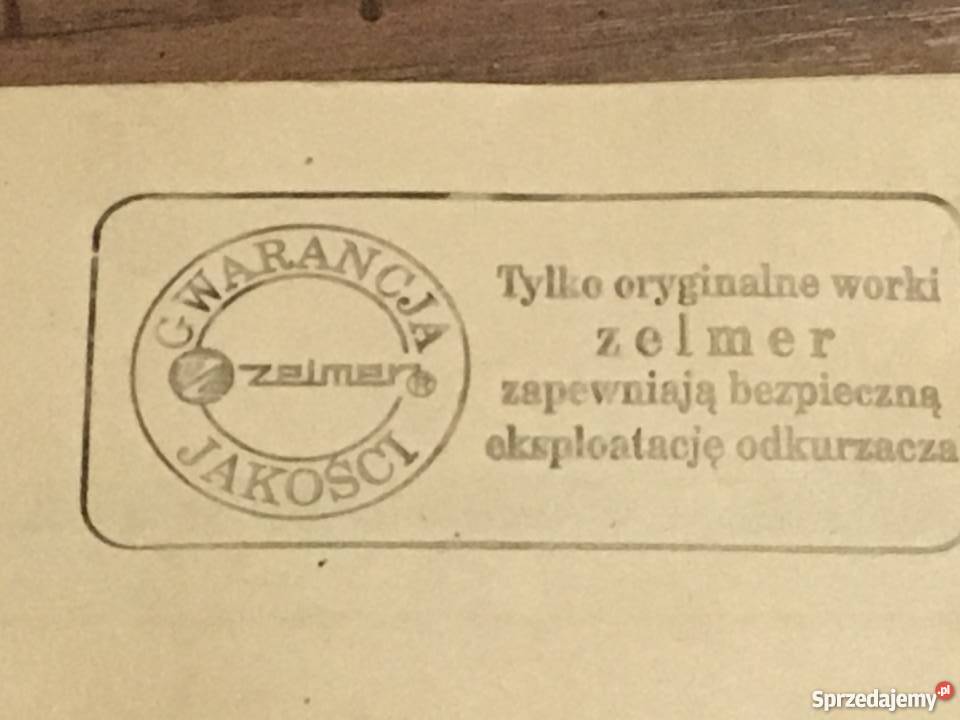 GWARANCJA
zelmer®
JAKOŚCI
Tylko oryginalne worki
zelmer
zapewniają bezpieczną
eksploatację odkurzacza
Sprzedajemy.pl